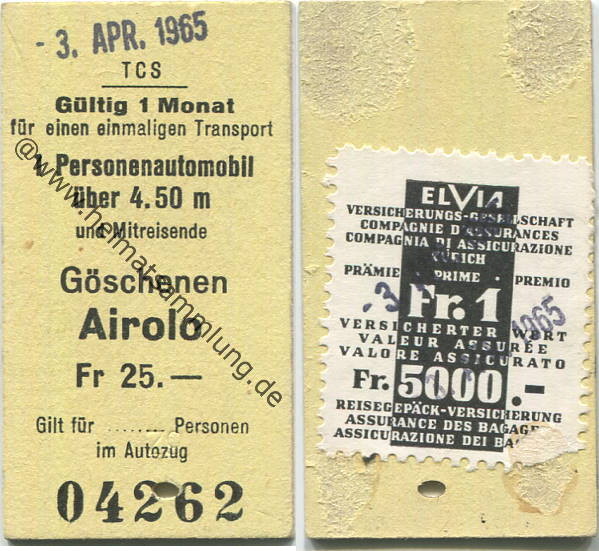 - 3. APR. 1965
TCS
Gültig 1 Monat
für einen einmaligen Transport
1 Personenautomobil
über 4.50 m
und Mitreisende
Göschenen
Airolo
Fr 25.—
Gilt für ........ Personen
im Autozug
04262
@www.heimatsammlung.de
ELVIA
VERSICHERUNGS-GESELLSCHAFT
COMPAGNIE D'ASSURANCES
COMPAGNIA DI ASSICURAZIONE
ZÜRICH
PRÄMIE PRIME PREMIO
Fr. 1
VERSICHERTER WERT
VALEUR ASSURÉE
VALORE ASSICURATO
Fr. 5000.-
REISEGEPÄCK-VERSICHERUNG
ASSURANCE DES BAGAGES
ASSICURAZIONE DEI BAG
- 3. 1965